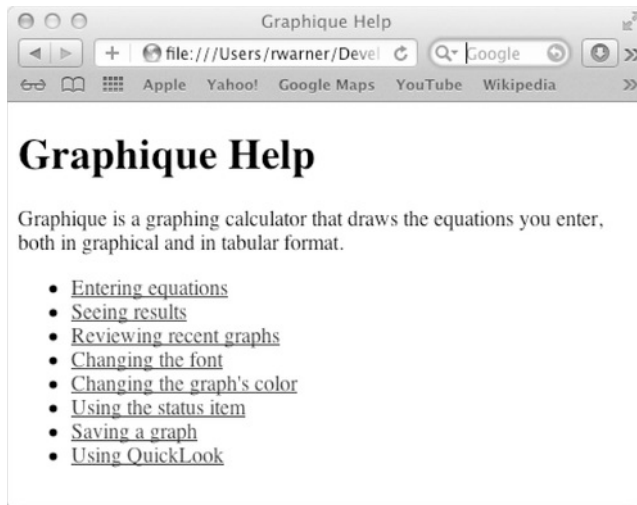 Graphique Help
file:///Users/rwarner/Devel
Google
Apple Yahoo! Google Maps YouTube Wikipedia
Graphique Help
Graphique is a graphing calculator that draws the equations you enter,
both in graphical and in tabular format.
• Entering equations
• Seeing results
• Reviewing recent graphs
• Changing the font
• Changing the graph's color
• Using the status item
• Saving a graph
• Using QuickLook